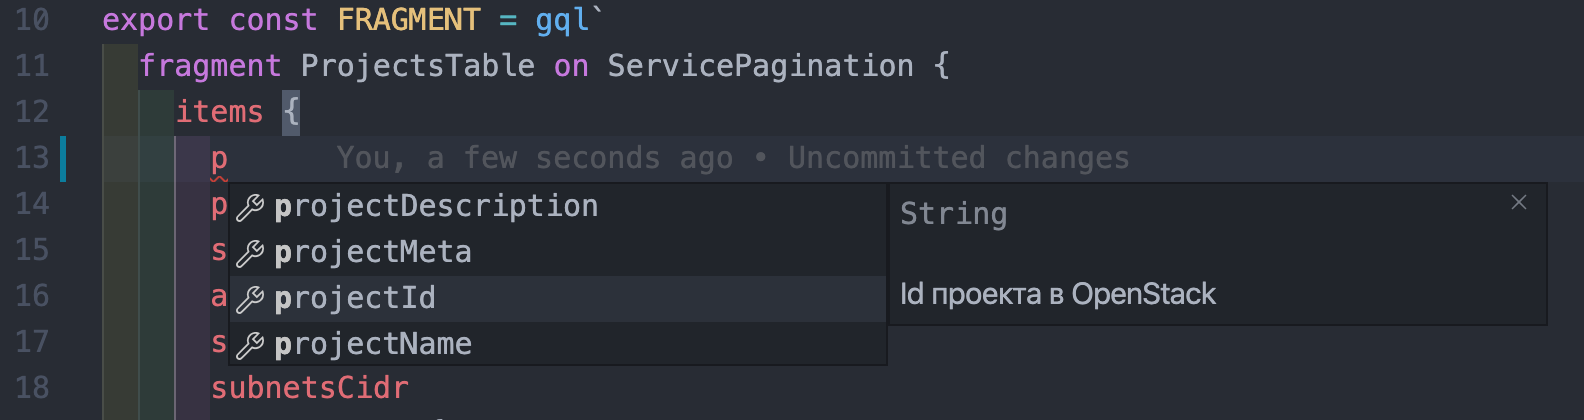 10 export const FRAGMENT = gql`
11 fragment ProjectsTable on ServicePagination {
12 items {
13 p You, a few seconds ago • Uncommitted changes
14 p projectDescription String
15 s projectMeta
16 a projectId Id проекта в OpenStack
17 s projectName
18 subnetsCidr